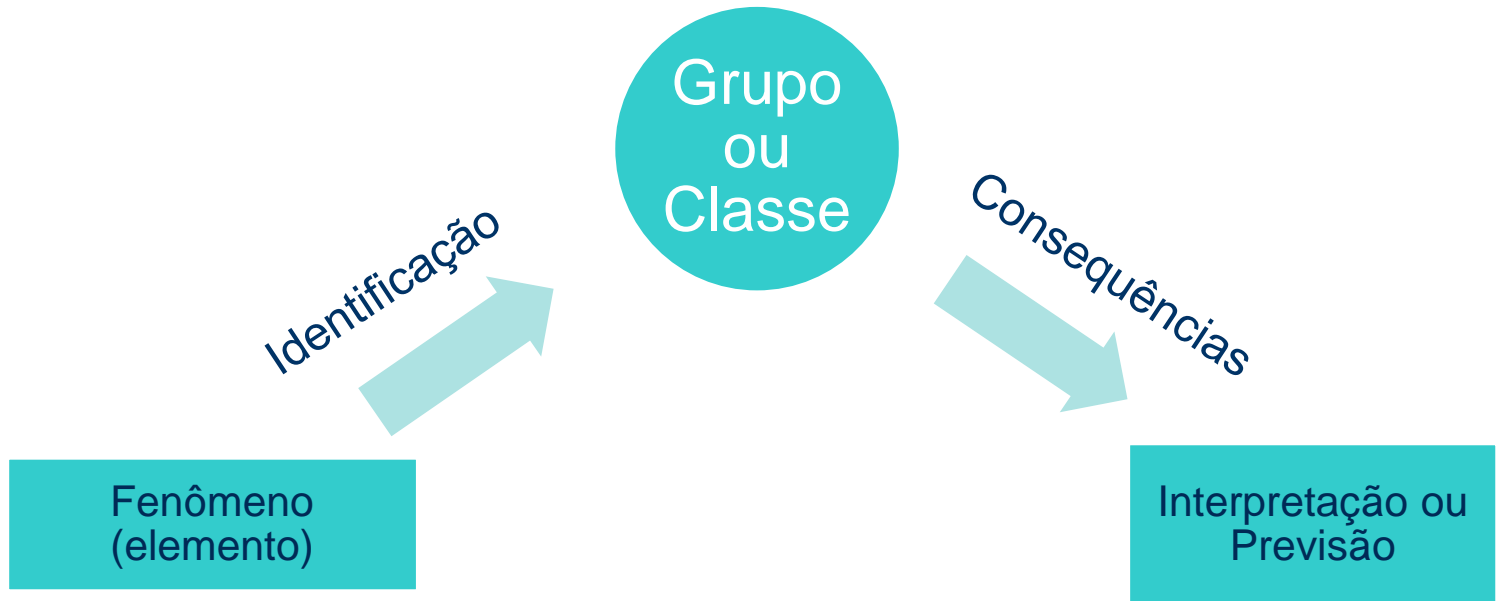 Grupo
ou
Classe
Identificação
Consequências
Fenômeno
(elemento)
Interpretação ou
Previsão